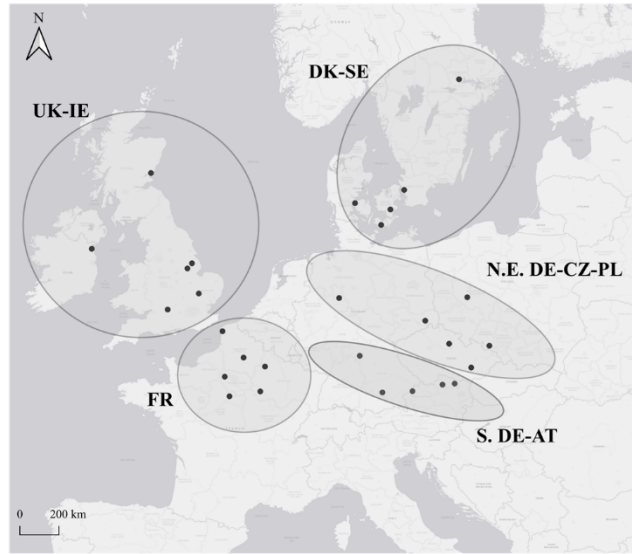 N
DK-SE
UK-IE
N.E. DE-CZ-PL
FR
S. DE-AT
0 200 km